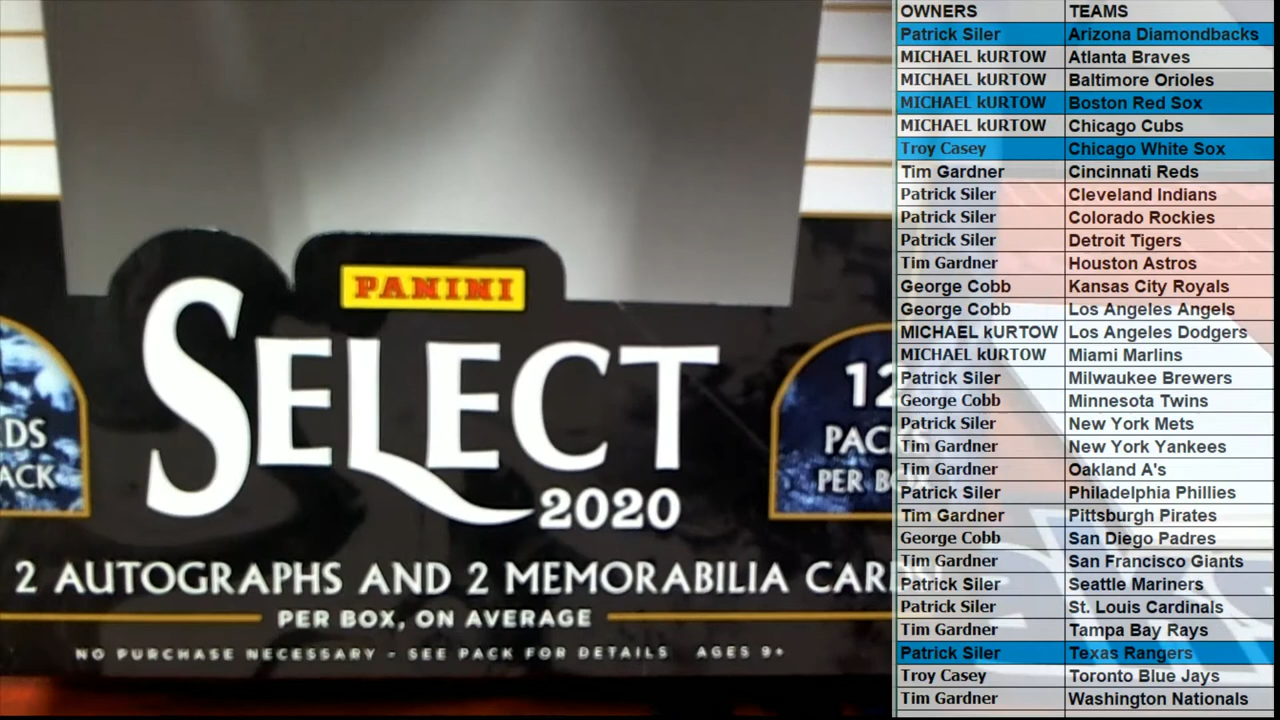 PANINI
SELECT
2020
DS
ACK
12
PACKS
PER BOX
2 AUTOGRAPHS AND 2 MEMORABILIA CARDS
PER BOX, ON AVERAGE
NO PURCHASE NECESSARY - SEE PACK FOR DETAILS AGES 9+
OWNERS TEAMS
Patrick Siler Arizona Diamondbacks
MICHAEL kURTOW Atlanta Braves
MICHAEL kURTOW Baltimore Orioles
MICHAEL kURTOW Boston Red Sox
MICHAEL kURTOW Chicago Cubs
Troy Casey Chicago White Sox
Tim Gardner Cincinnati Reds
Patrick Siler Cleveland Indians
Patrick Siler Colorado Rockies
Patrick Siler Detroit Tigers
Tim Gardner Houston Astros
George Cobb Kansas City Royals
George Cobb Los Angeles Angels
MICHAEL kURTOW Los Angeles Dodgers
MICHAEL kURTOW Miami Marlins
Patrick Siler Milwaukee Brewers
George Cobb Minnesota Twins
Patrick Siler New York Mets
Tim Gardner New York Yankees
Tim Gardner Oakland A's
Patrick Siler Philadelphia Phillies
Tim Gardner Pittsburgh Pirates
George Cobb San Diego Padres
Tim Gardner San Francisco Giants
Patrick Siler Seattle Mariners
Patrick Siler St. Louis Cardinals
Tim Gardner Tampa Bay Rays
Patrick Siler Texas Rangers
Troy Casey Toronto Blue Jays
Tim Gardner Washington Nationals